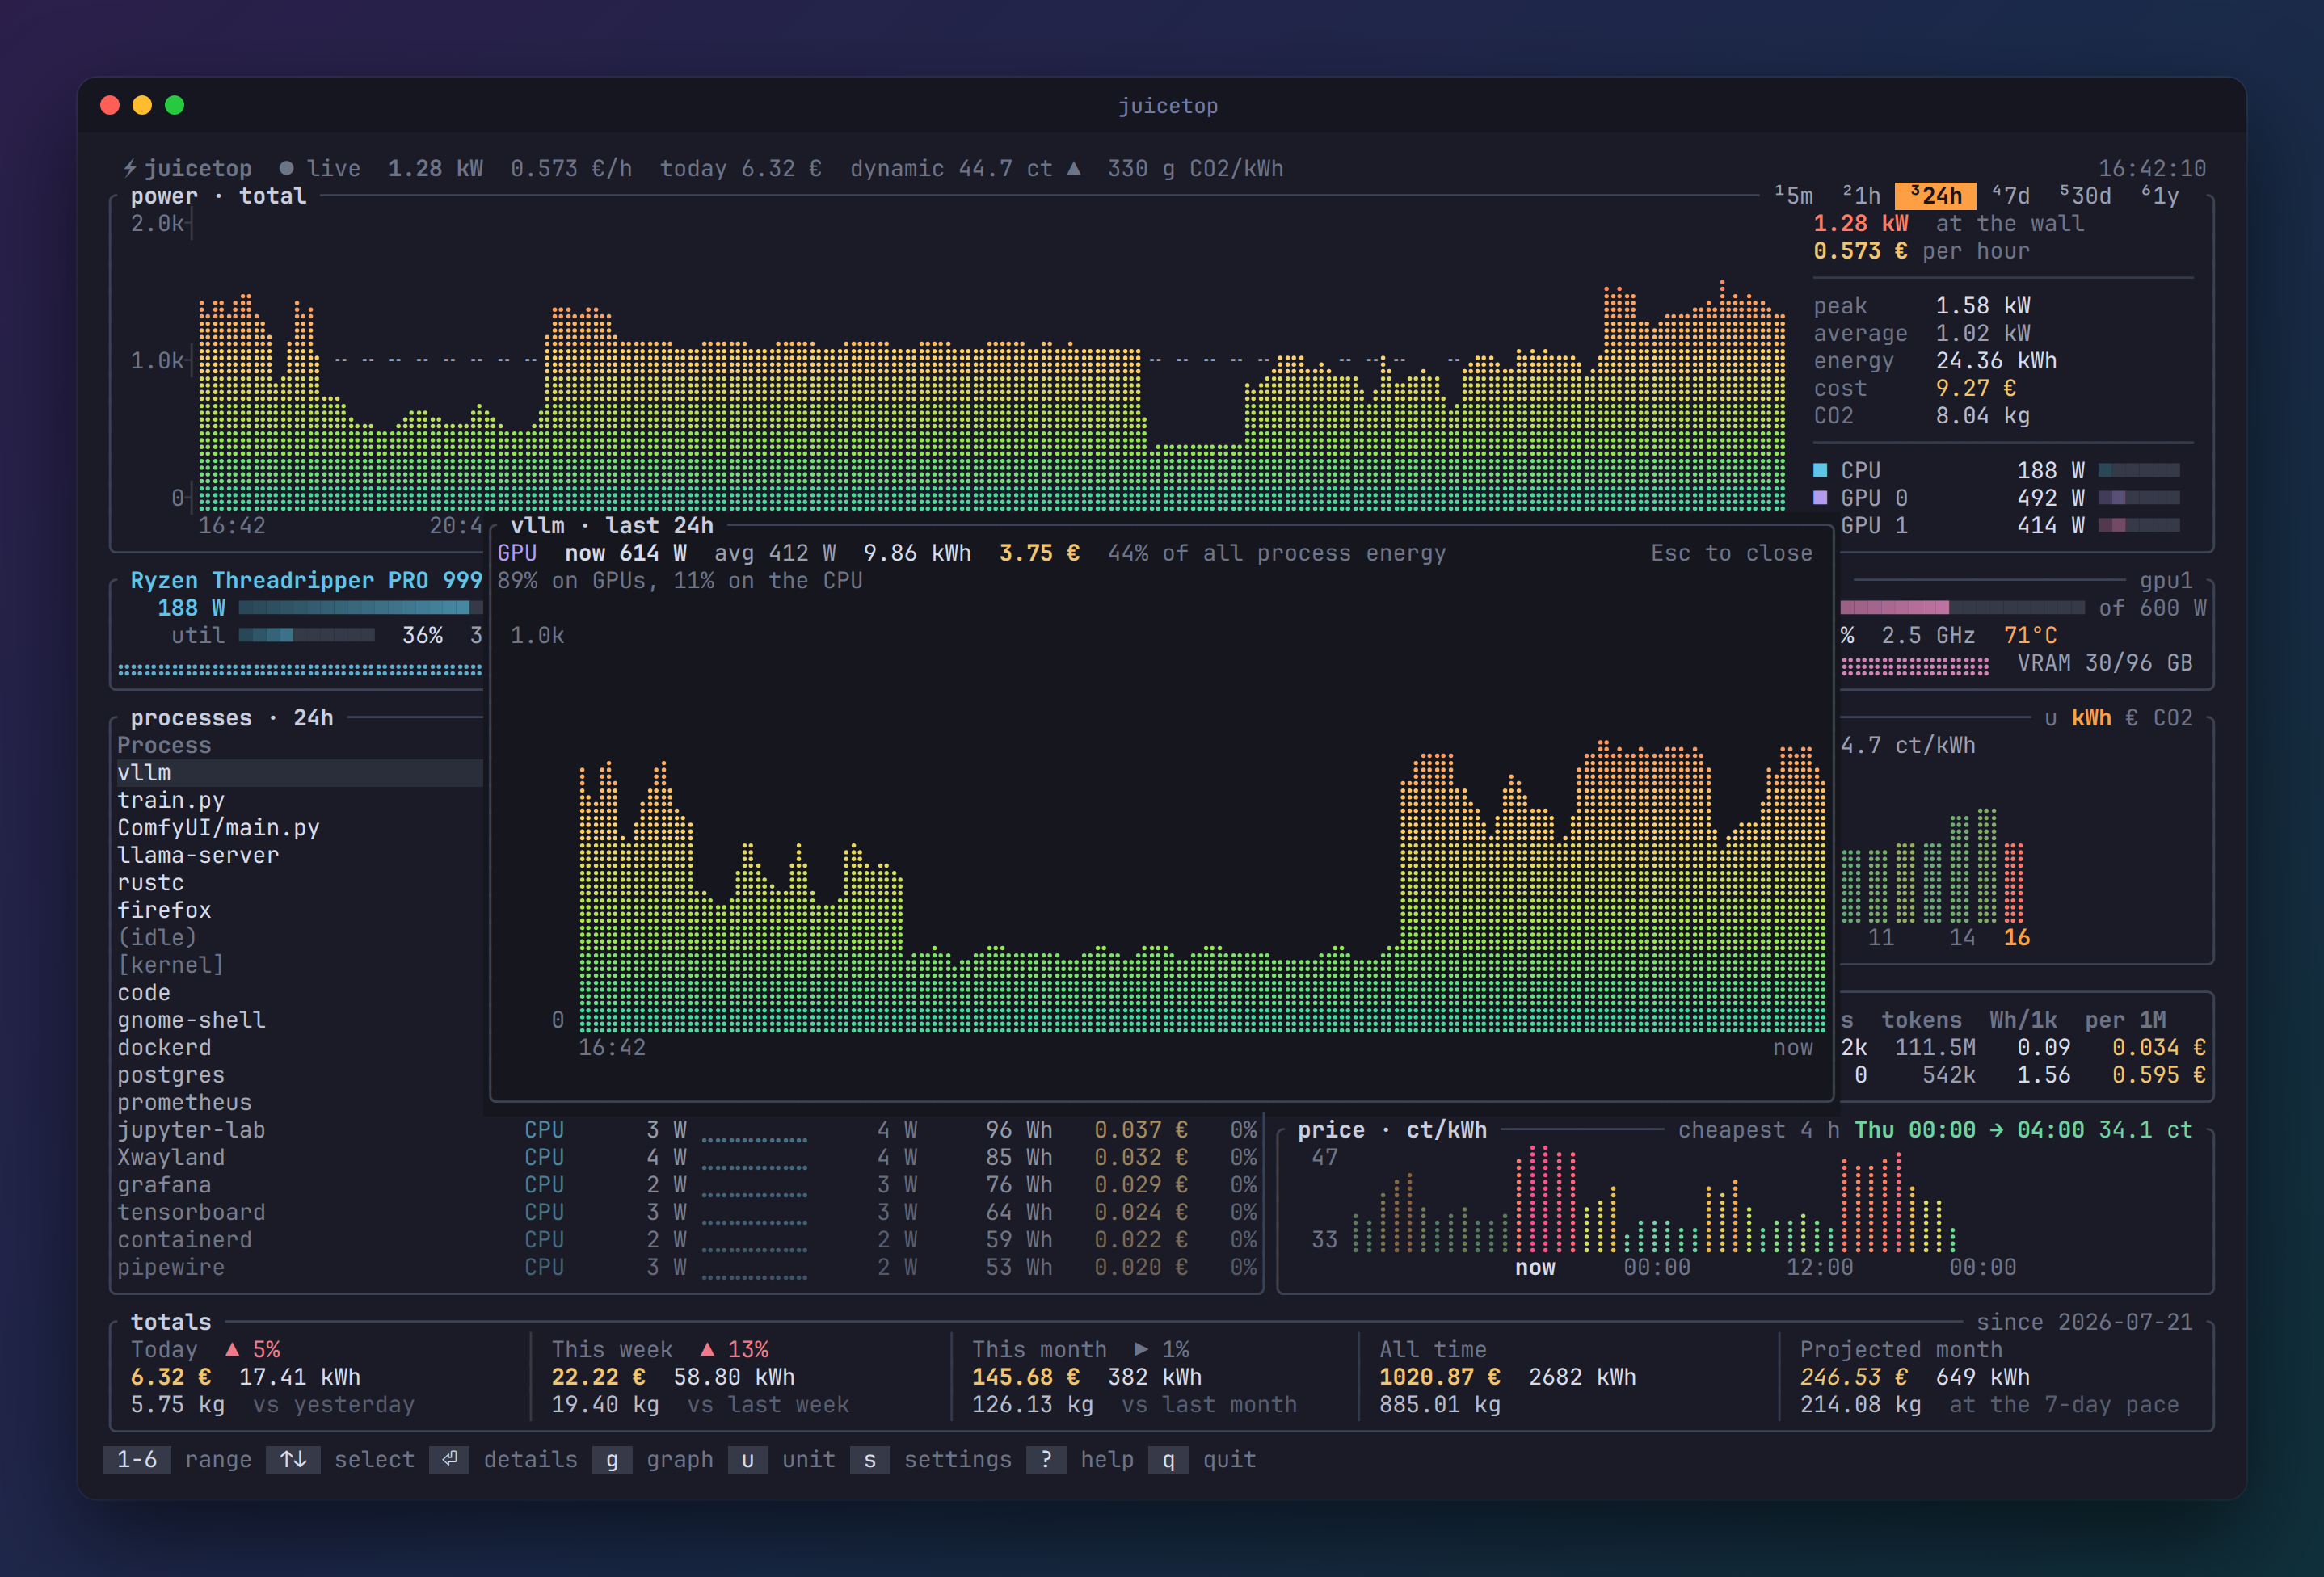 juicetop
⚡juicetop ● live 1.28 kW 0.573 €/h today 6.32 € dynamic 44.7 ct ▲ 330 g CO2/kWh 16:42:10
power · total ¹5m ²1h ³24h ⁴7d ⁵30d ⁶1y
2.0k 1.28 kW at the wall
0.573 € per hour
peak 1.58 kW
average 1.02 kW
1.0k energy 24.36 kWh
cost 9.27 €
CO2 8.04 kg
CPU 188 W
0 GPU 0 492 W
16:42 20:4 GPU 1 414 W
vllm · last 24h
GPU now 614 W avg 412 W 9.86 kWh 3.75 € 44% of all process energy Esc to close
89% on GPUs, 11% on the CPU
1.0k
0
16:42 now
Ryzen Threadripper PRO 999 gpu1
188 W of 600 W
util 36% 3 % 2.5 GHz 71°C
VRAM 30/96 GB
processes · 24h u kWh € CO2
Process 4.7 ct/kWh
vllm
train.py
ComfyUI/main.py
llama-server
rustc
firefox
(idle) 11 14 16
[kernel]
code
gnome-shell s tokens Wh/1k per 1M
dockerd 2k 111.5M 0.09 0.034 €
postgres 0 542k 1.56 0.595 €
prometheus
jupyter-lab CPU 3 W 4 W 96 Wh 0.037 € 0%
Xwayland CPU 4 W 4 W 85 Wh 0.032 € 0%
grafana CPU 2 W 3 W 76 Wh 0.029 € 0%
tensorboard CPU 3 W 3 W 64 Wh 0.024 € 0%
containerd CPU 2 W 2 W 59 Wh 0.022 € 0%
pipewire CPU 3 W 2 W 53 Wh 0.020 € 0%
price · ct/kWh cheapest 4 h Thu 00:00 → 04:00 34.1 ct
47
33
now 00:00 12:00 00:00
totals since 2026-07-21
Today ▲ 5% This week ▲ 13% This month ▶ 1% All time Projected month
6.32 € 17.41 kWh 22.22 € 58.80 kWh 145.68 € 382 kWh 1020.87 € 2682 kWh 246.53 € 649 kWh
5.75 kg vs yesterday 19.40 kg vs last week 126.13 kg vs last month 885.01 kg 214.08 kg at the 7-day pace
1-6 range ↑↓ select ⏎ details g graph u unit s settings ? help q quit